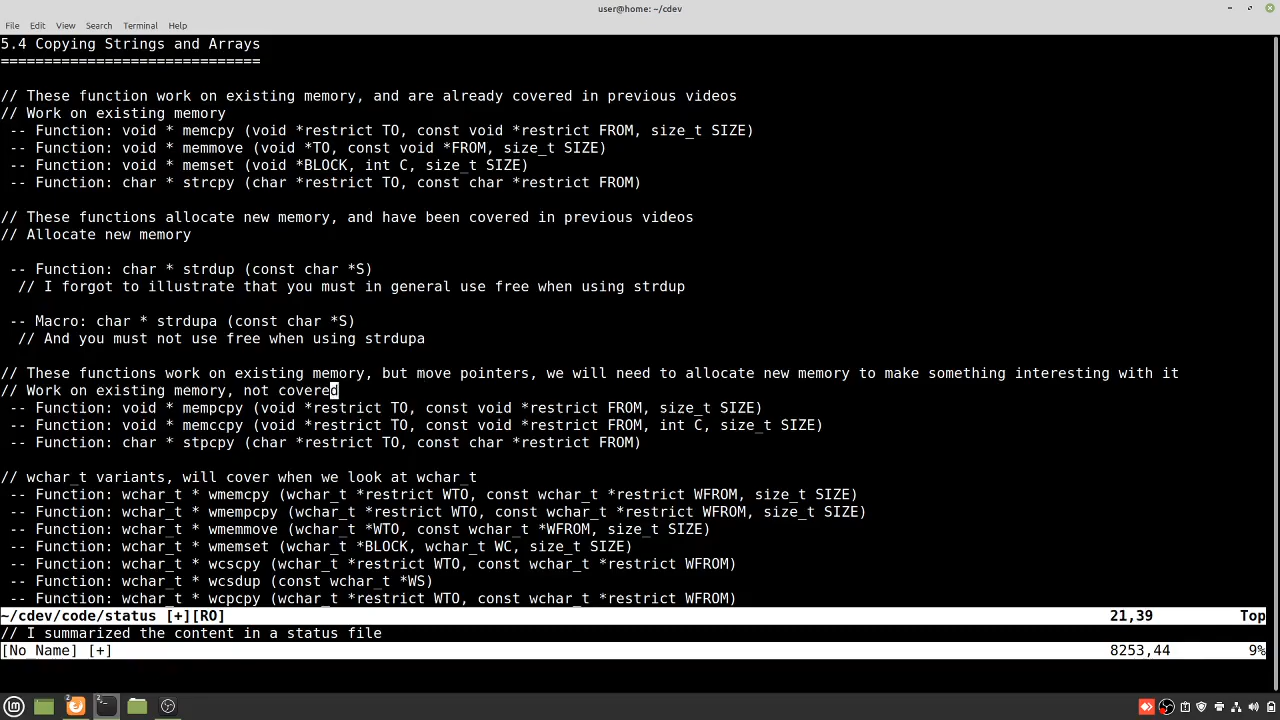 user@home: ~/cdev
File Edit View Search Terminal Help
5.4 Copying Strings and Arrays
==============================
// These function work on existing memory, and are already covered in previous videos
// Work on existing memory
-- Function: void * memcpy (void *restrict TO, const void *restrict FROM, size_t SIZE)
-- Function: void * memmove (void *TO, const void *FROM, size_t SIZE)
-- Function: void * memset (void *BLOCK, int C, size_t SIZE)
-- Function: char * strcpy (char *restrict TO, const char *restrict FROM)
// These functions allocate new memory, and have been covered in previous videos
// Allocate new memory
-- Function: char * strdup (const char *S)
// I forgot to illustrate that you must in general use free when using strdup
-- Macro: char * strdupa (const char *S)
// And you must not use free when using strdupa
// These functions work on existing memory, but move pointers, we will need to allocate new memory to make something interesting with it
// Work on existing memory, not covered
-- Function: void * mempcpy (void *restrict TO, const void *restrict FROM, size_t SIZE)
-- Function: void * memccpy (void *restrict TO, const void *restrict FROM, int C, size_t SIZE)
-- Function: char * stpcpy (char *restrict TO, const char *restrict FROM)
// wchar_t variants, will cover when we look at wchar_t
-- Function: wchar_t * wmemcpy (wchar_t *restrict WTO, const wchar_t *restrict WFROM, size_t SIZE)
-- Function: wchar_t * wmempcpy (wchar_t *restrict WTO, const wchar_t *restrict WFROM, size_t SIZE)
-- Function: wchar_t * wmemmove (wchar_t *WTO, const wchar_t *WFROM, size_t SIZE)
-- Function: wchar_t * wmemset (wchar_t *BLOCK, wchar_t WC, size_t SIZE)
-- Function: wchar_t * wcscpy (wchar_t *restrict WTO, const wchar_t *restrict WFROM)
-- Function: wchar_t * wcsdup (const wchar_t *WS)
-- Function: wchar_t * wcpcpy (wchar_t *restrict WTO, const wchar_t *restrict WFROM)
~/cdev/code/status [+][RO] 21,39 Top
// I summarized the content in a status file
[No Name] [+] 8253,44 9%